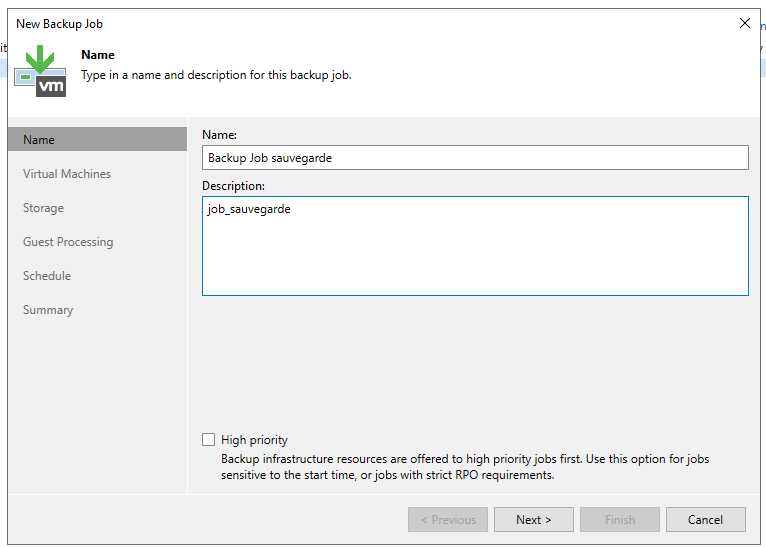 New Backup Job
Name
Type in a name and description for this backup job.
vm
Name
Virtual Machines
Storage
Guest Processing
Schedule
Summary
Name:
Backup Job sauvegarde
Description:
job_sauvegarde
High priority
Backup infrastructure resources are offered to high priority jobs first. Use this option for jobs
sensitive to the start time, or jobs with strict RPO requirements.
< Previous
Next >
Finish
Cancel